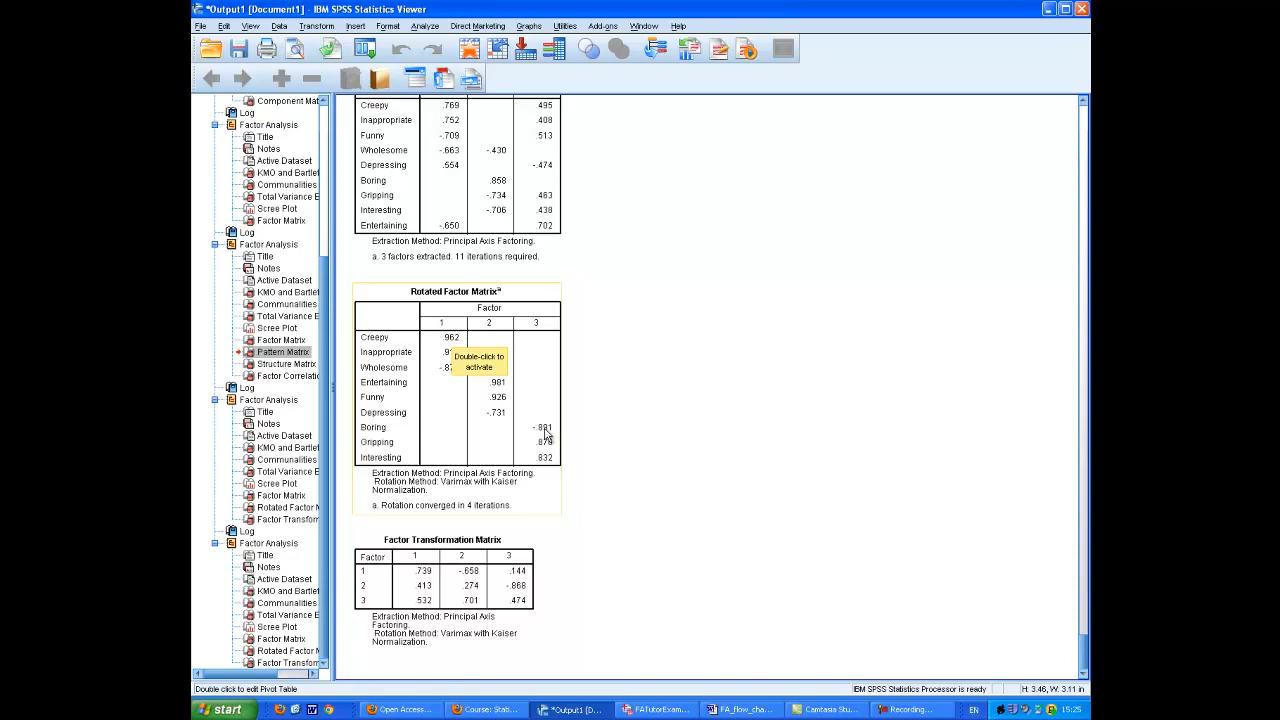 *Output1 [Document1] - IBM SPSS Statistics Viewer
File Edit View Data Transform Insert Format Analyze Direct Marketing Graphs Utilities Add-ons Window Help
Component Mat
Log
Factor Analysis
Title
Notes
Active Dataset
KMO and Bartlet
Communalities
Total Variance E
Scree Plot
Factor Matrix
Log
Factor Analysis
Title
Notes
Active Dataset
KMO and Bartlet
Communalities
Total Variance E
Scree Plot
Factor Matrix
Pattern Matrix
Structure Matrix
Factor Correlatio
Log
Factor Analysis
Title
Notes
Active Dataset
KMO and Bartlet
Communalities
Total Variance E
Scree Plot
Factor Matrix
Rotated Factor M
Factor Transform
Log
Factor Analysis
Title
Notes
Active Dataset
KMO and Bartlet
Communalities
Total Variance E
Scree Plot
Factor Matrix
Rotated Factor M
Factor Transform
Creepy .769 .495
Inappropriate .752 .408
Funny -.709 .513
Wholesome -.663 -.430
Depressing .554 -.474
Boring .858
Gripping -.734 .463
Interesting -.706 .438
Entertaining -.650 .702
Extraction Method: Principal Axis Factoring.
a. 3 factors extracted. 11 iterations required.
Rotated Factor Matrixa
Factor
1 2 3
Creepy .962
Inappropriate
Wholesome
Double-click to
activate
Entertaining .981
Funny .926
Depressing -.731
Boring
Gripping
Interesting .832
Extraction Method: Principal Axis Factoring.
Rotation Method: Varimax with Kaiser
Normalization.
a. Rotation converged in 4 iterations.
Factor Transformation Matrix
Factor 1 2 3
1 .739 -.658 .144
2 .413 .274 -.868
3 .532 .701 .474
Extraction Method: Principal Axis
Factoring.
Rotation Method: Varimax with Kaiser
Normalization.
Double click to edit Pivot Table IBM SPSS Statistics Processor is ready H: 3.46, W: 3.11 in
start Open Access... Course: Stati... *Output1 [D... FATutorExam... FA_flow_cha... Camtasia Stu... Recording... EN 15:25